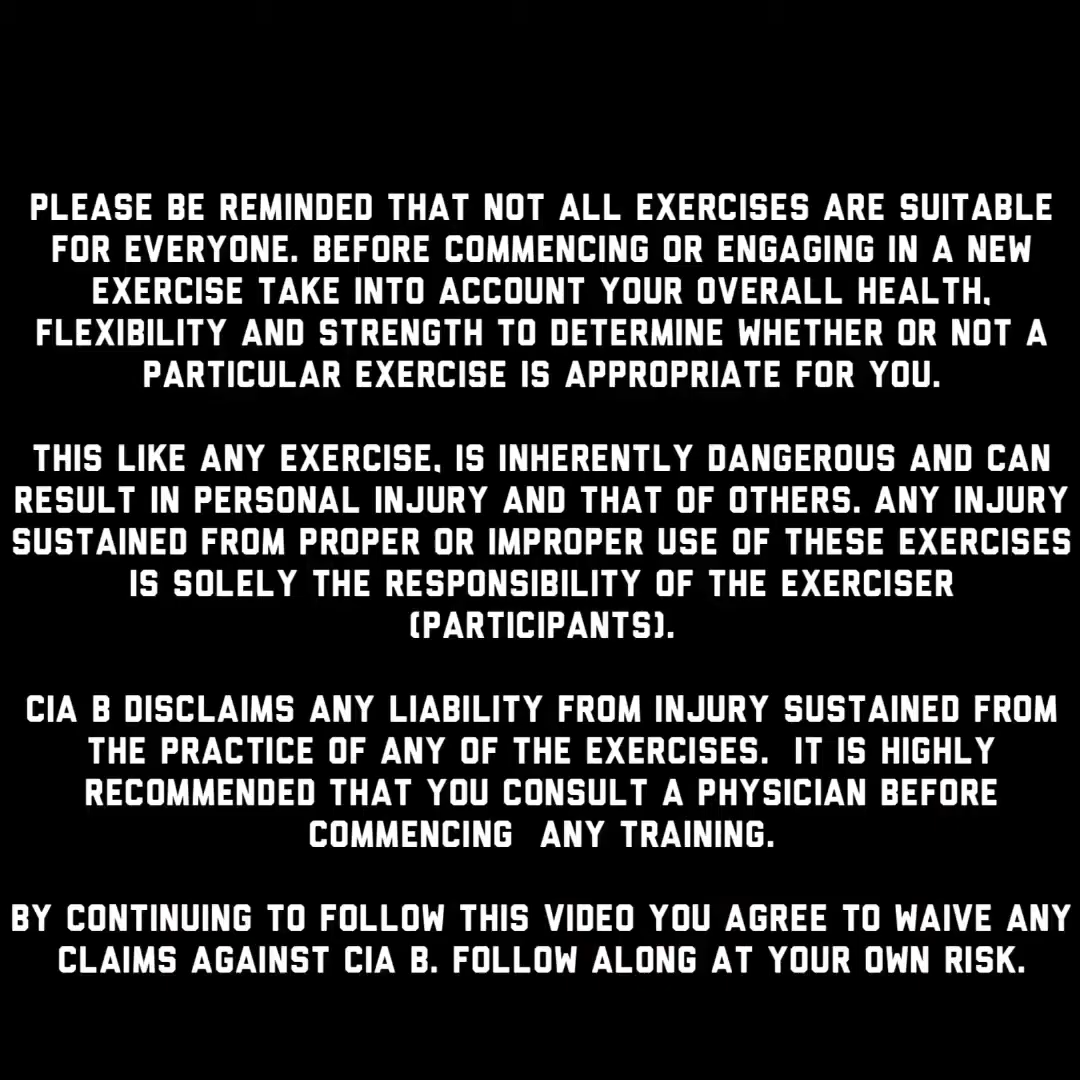 PLEASE BE REMINDED THAT NOT ALL EXERCISES ARE SUITABLE
FOR EVERYONE. BEFORE COMMENCING OR ENGAGING IN A NEW
EXERCISE TAKE INTO ACCOUNT YOUR OVERALL HEALTH,
FLEXIBILITY AND STRENGTH TO DETERMINE WHETHER OR NOT A
PARTICULAR EXERCISE IS APPROPRIATE FOR YOU.
THIS LIKE ANY EXERCISE, IS INHERENTLY DANGEROUS AND CAN
RESULT IN PERSONAL INJURY AND THAT OF OTHERS. ANY INJURY
SUSTAINED FROM PROPER OR IMPROPER USE OF THESE EXERCISES
IS SOLELY THE RESPONSIBILITY OF THE EXERCISER
(PARTICIPANTS).
CIA B DISCLAIMS ANY LIABILITY FROM INJURY SUSTAINED FROM
THE PRACTICE OF ANY OF THE EXERCISES. IT IS HIGHLY
RECOMMENDED THAT YOU CONSULT A PHYSICIAN BEFORE
COMMENCING ANY TRAINING.
BY CONTINUING TO FOLLOW THIS VIDEO YOU AGREE TO WAIVE ANY
CLAIMS AGAINST CIA B. FOLLOW ALONG AT YOUR OWN RISK.